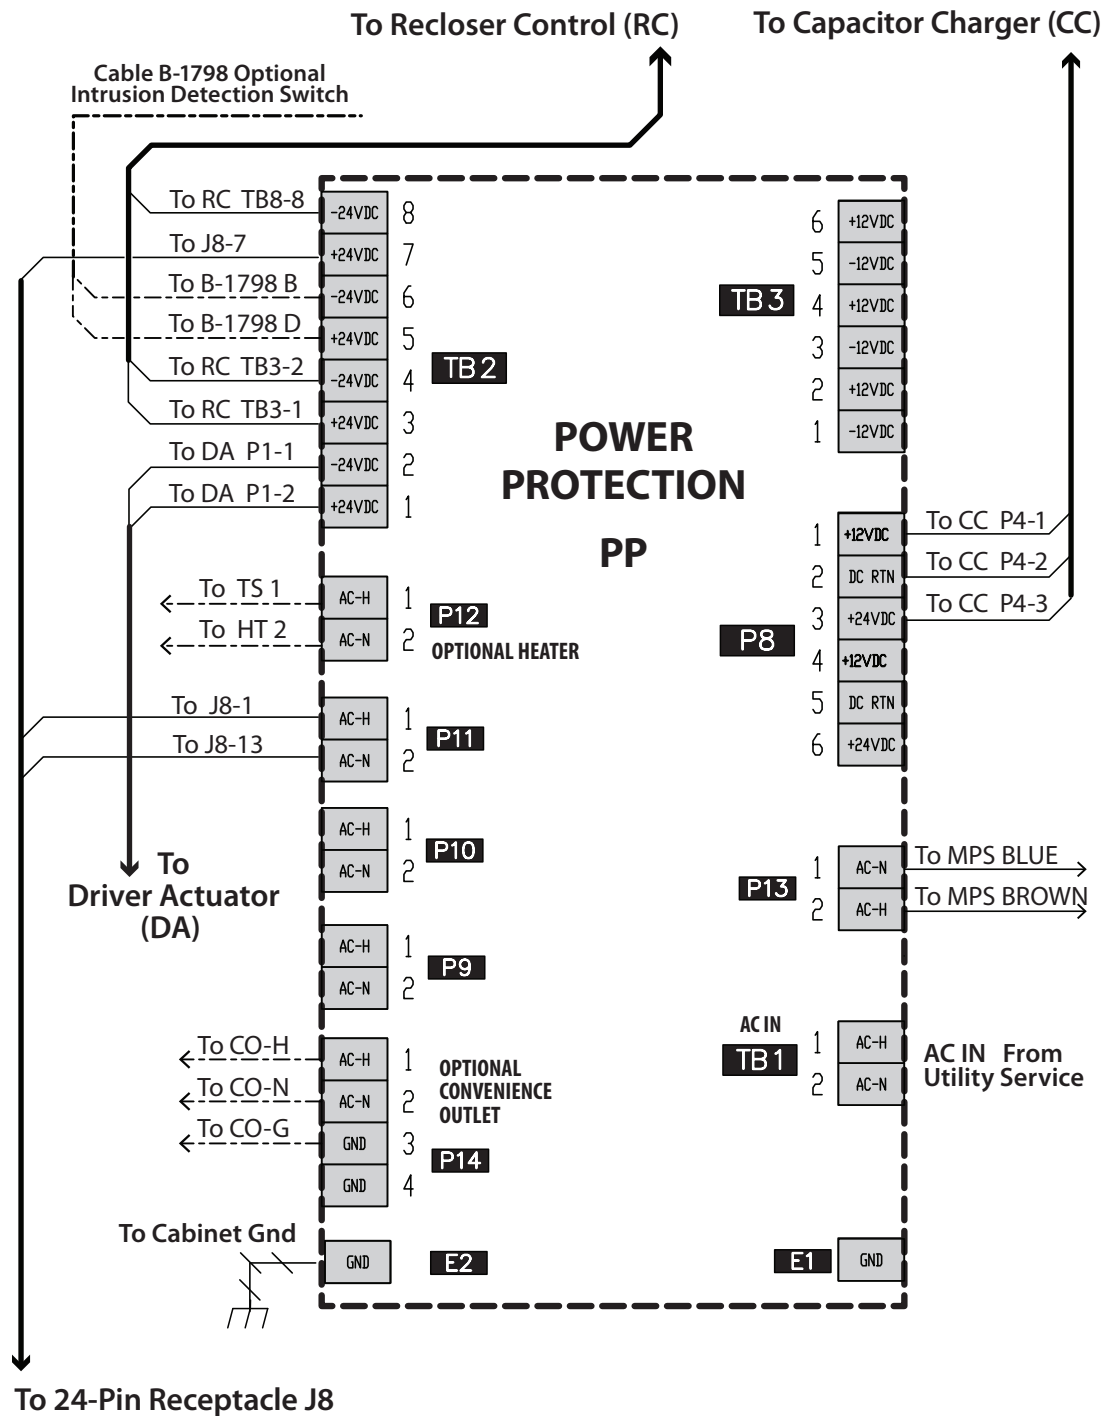 To Recloser Control (RC)
To Capacitor Charger (CC)
Cable B-1798 Optional
Intrusion Detection Switch
To RC TB8-8
-24VDC
8
To J8-7
+24VDC
7
To B-1798 B
-24VDC
6
To B-1798 D
+24VDC
5
To RC TB3-2
-24VDC
4
To RC TB3-1
+24VDC
3
To DA P1-1
-24VDC
2
To DA P1-2
+24VDC
1
TB2
6
+12VDC
5
-12VDC
TB3
4
+12VDC
3
-12VDC
2
+12VDC
1
-12VDC
POWER
PROTECTION
PP
1
+12VDC
To CC P4-1
2
DC RTN
To CC P4-2
3
+24VDC
To CC P4-3
P8
4
+12VDC
5
DC RTN
6
+24VDC
To TS 1
AC-H
1
To HT 2
AC-N
2
P12
OPTIONAL HEATER
To J8-1
AC-H
1
To J8-13
AC-N
2
P11
AC-H
1
AC-N
2
P10
To
Driver Actuator
(DA)
P13
1
AC-N
To MPS BLUE
2
AC-H
To MPS BROWN
AC-H
1
AC-N
2
P9
AC IN
TB1
1
AC-H
2
AC-N
AC IN From
Utility Service
To CO-H
AC-H
1
To CO-N
AC-N
2
To CO-G
GND
3
GND
4
OPTIONAL
CONVENIENCE
OUTLET
P14
To Cabinet Gnd
GND
E2
E1
GND
To 24-Pin Receptacle J8